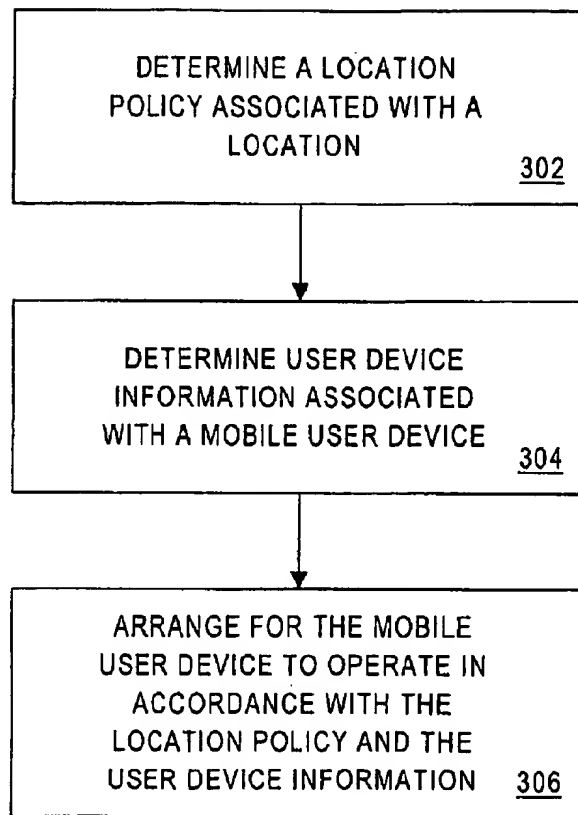 DETERMINE A LOCATION
POLICY ASSOCIATED WITH A
LOCATION
302
DETERMINE USER DEVICE
INFORMATION ASSOCIATED
WITH A MOBILE USER DEVICE
304
ARRANGE FOR THE MOBILE
USER DEVICE TO OPERATE IN
ACCORDANCE WITH THE
LOCATION POLICY AND THE
USER DEVICE INFORMATION
306